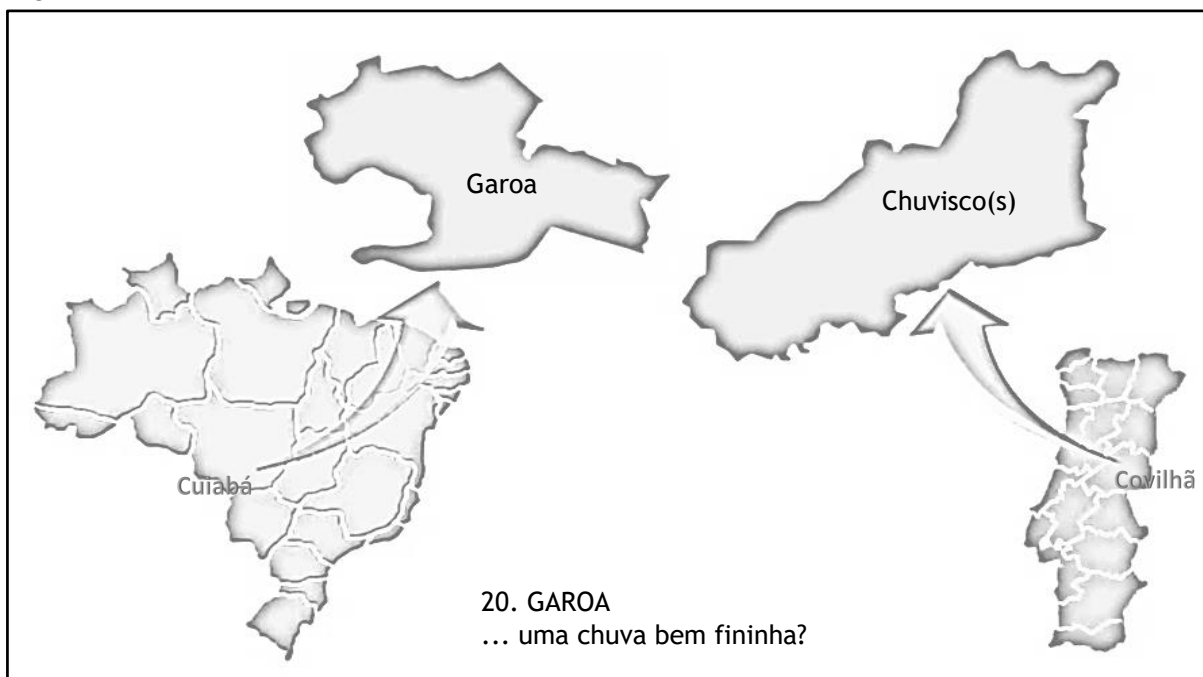 Garoa
Chuvisco(s)
Cuiabá
Covilhã
20. GAROA
... uma chuva bem fininha?